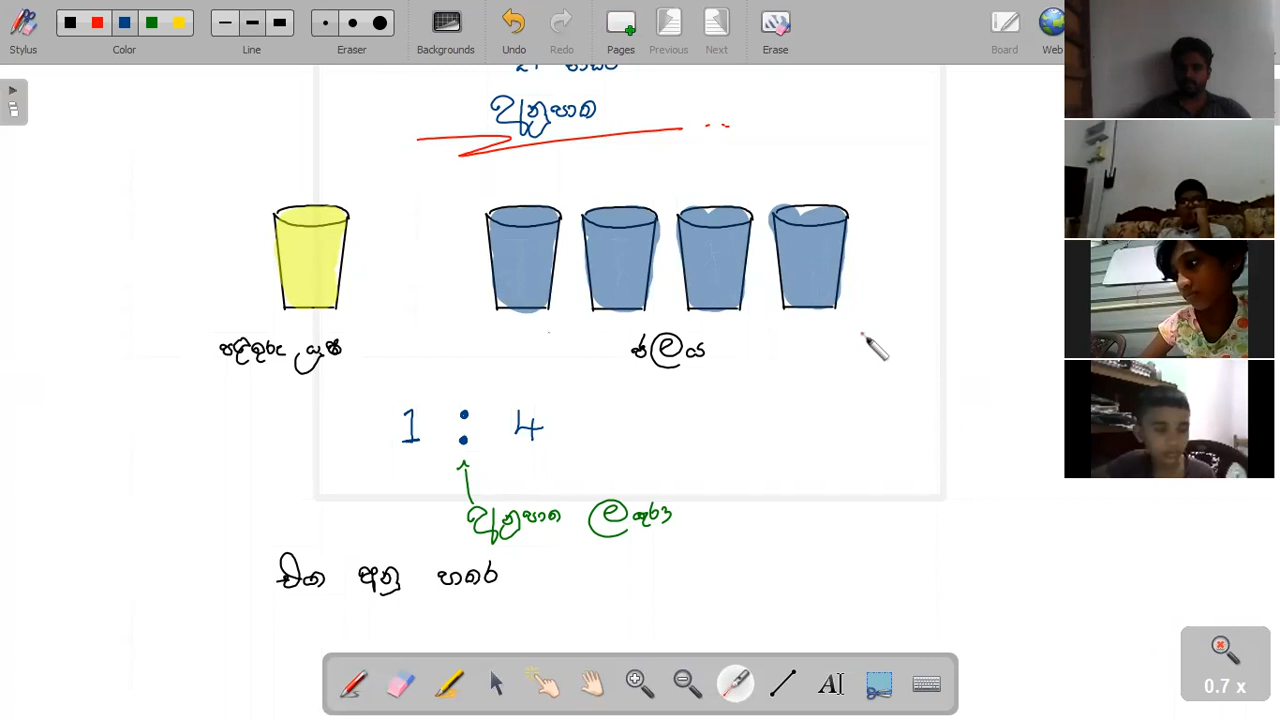 Stylus
Color
Line
Eraser
Backgrounds
Undo
Redo
Pages
Previous
Next
Erase
Board
Web
අනුපාත
දෙහි යුෂ
ජලය
1 : 4
අනුපාත ලකුණ
එක අනු හතර
0.7 x